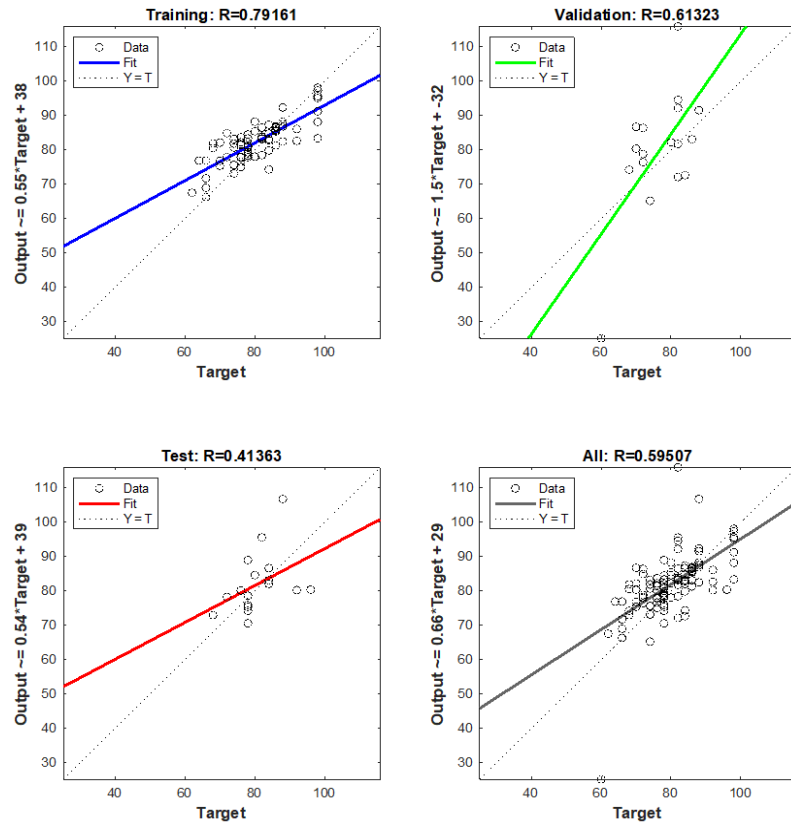 Training: R=0.79161
Output ~= 0.55*Target + 38
110
100
90
80
70
60
50
40
30
Data
Fit
Y = T
40
60
80
100
Target
Validation: R=0.61323
Output ~= 1.5*Target + -32
110
100
90
80
70
60
50
40
30
Data
Fit
Y = T
40
60
80
100
Target
Test: R=0.41363
Output ~= 0.54*Target + 39
110
100
90
80
70
60
50
40
30
Data
Fit
Y = T
40
60
80
100
Target
All: R=0.59507
Output ~= 0.66*Target + 29
110
100
90
80
70
60
50
40
30
Data
Fit
Y = T
40
60
80
100
Target